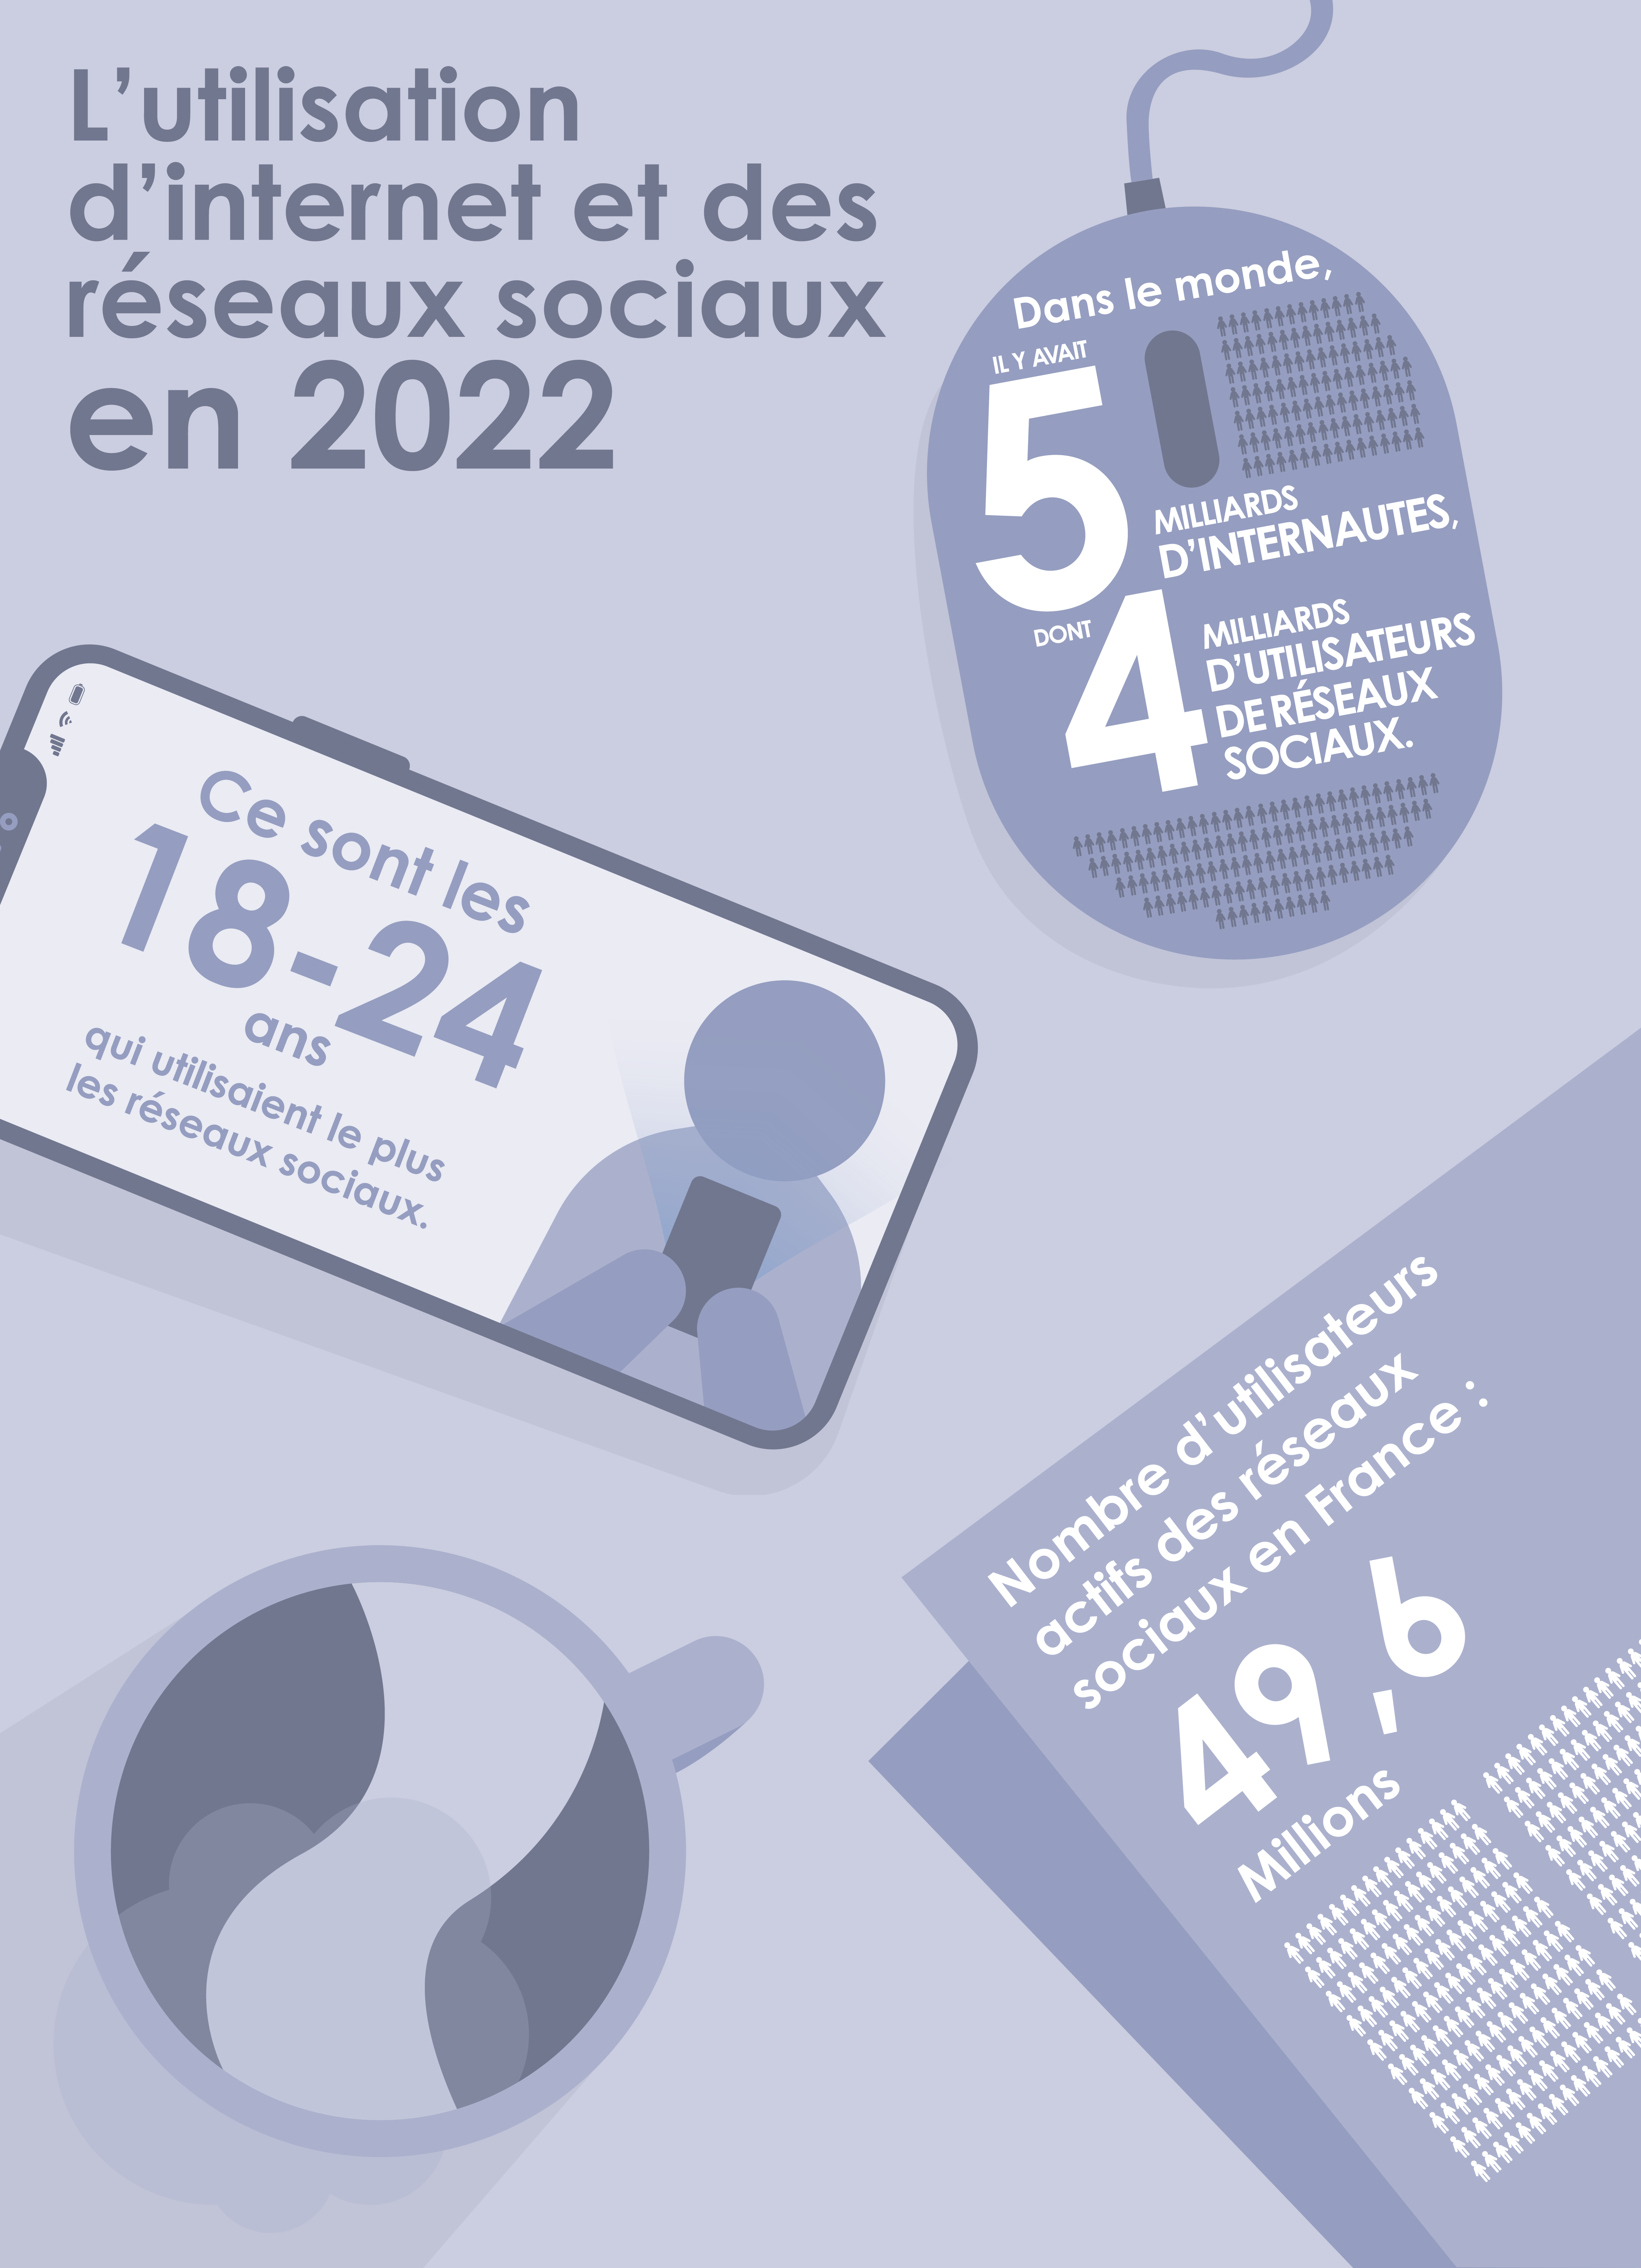 L’utilisation
d’internet et des
réseaux sociaux
en 2022
Dans le monde,
IL Y AVAIT
5
MILLIARDS
D’INTERNAUTES,
DONT
4
MILLIARDS
D’UTILISATEURS
DE RÉSEAUX
SOCIAUX.
Ce sont les
18-24
ans
qui utilisaient le plus
les réseaux sociaux.
Nombre d’utilisateurs
actifs des réseaux
sociaux en France :
49,6
Millions